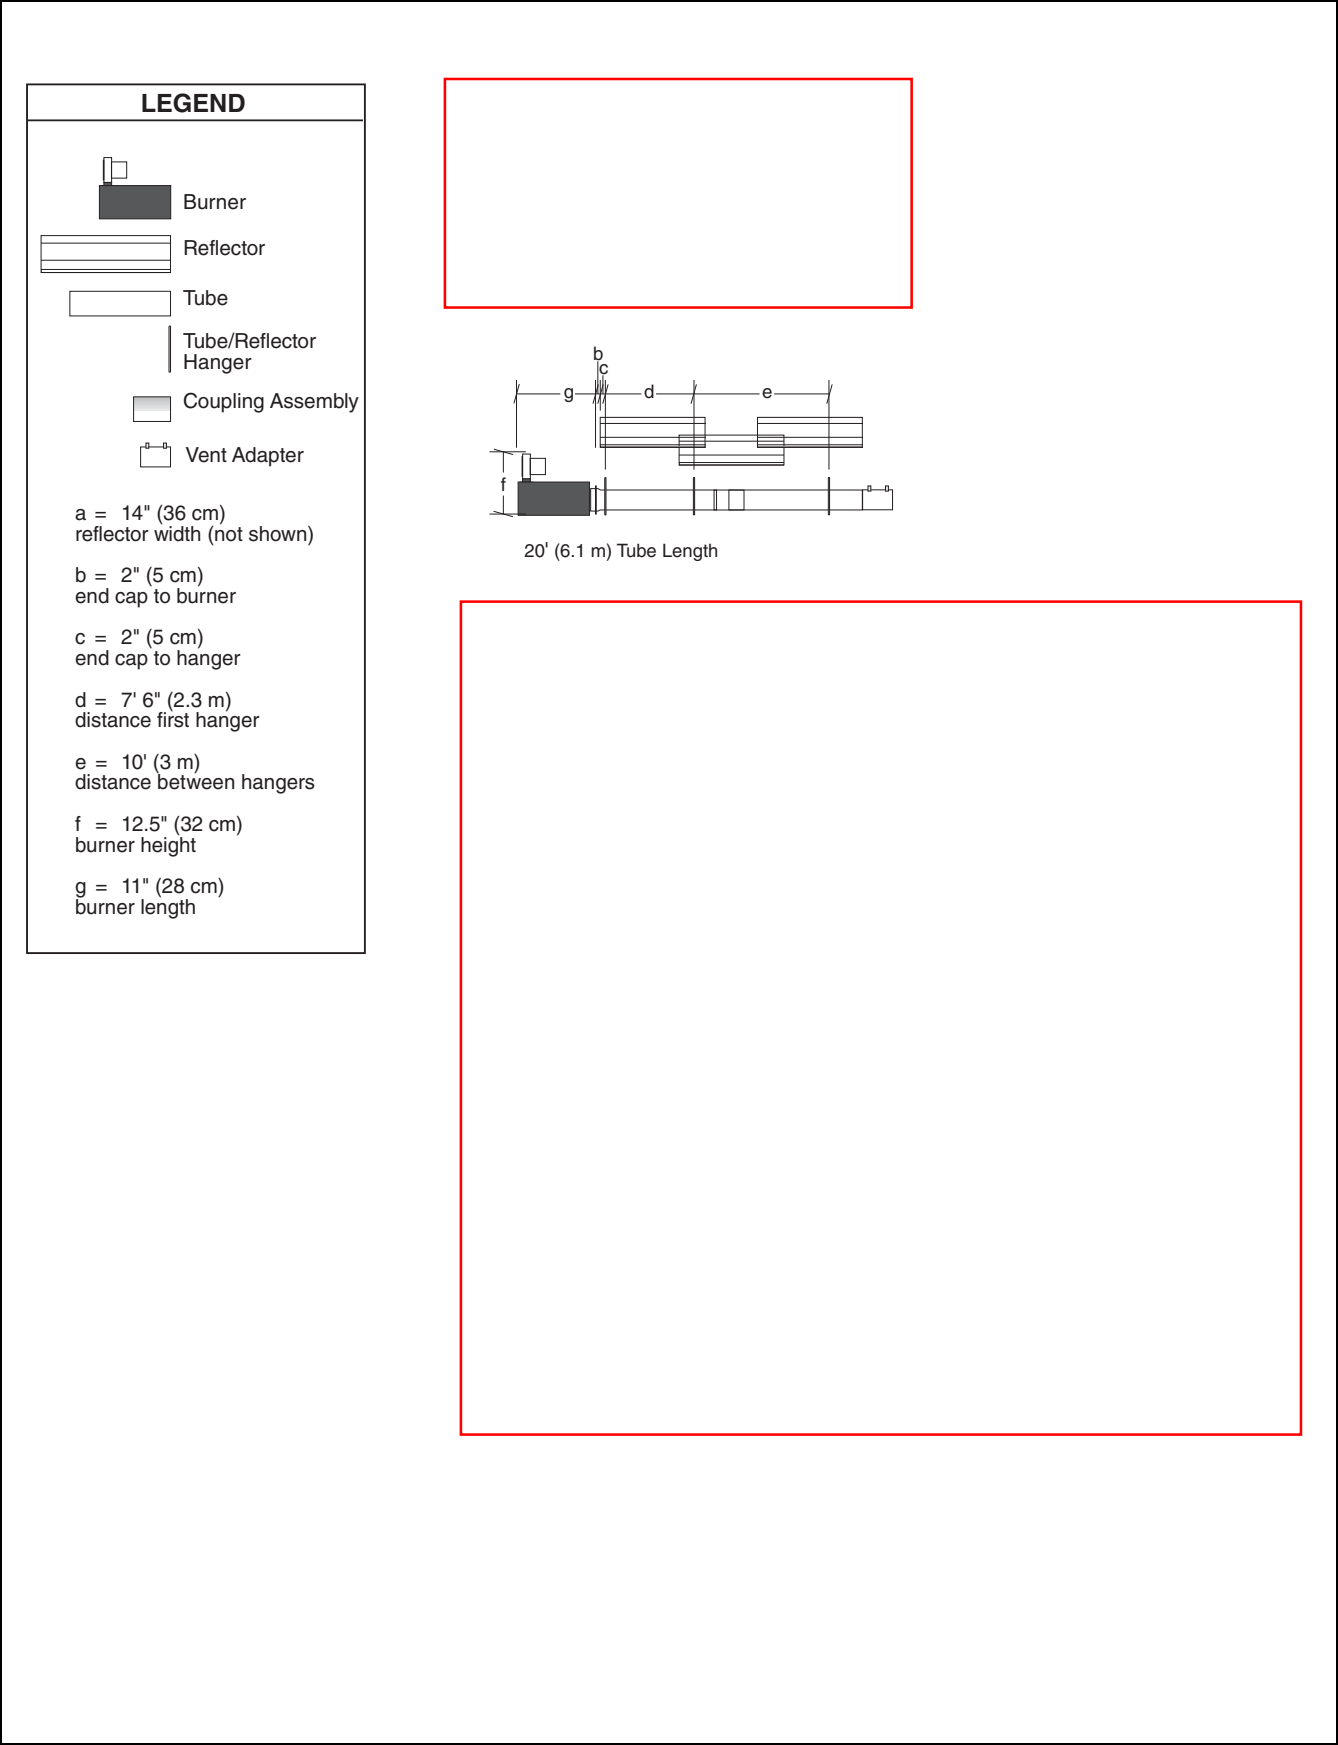 LEGEND
Burner
Reflector
Tube
Tube/Reflector
Hanger
Coupling Assembly
Vent Adapter
a = 14" (36 cm)
reflector width (not shown)
b = 2" (5 cm)
end cap to burner
c = 2" (5 cm)
end cap to hanger
d = 7' 6" (2.3 m)
distance first hanger
e = 10' (3 m)
distance between hangers
f = 12.5" (32 cm)
burner height
g = 11" (28 cm)
burner length
b
c
g d e
f
20' (6.1 m) Tube Length